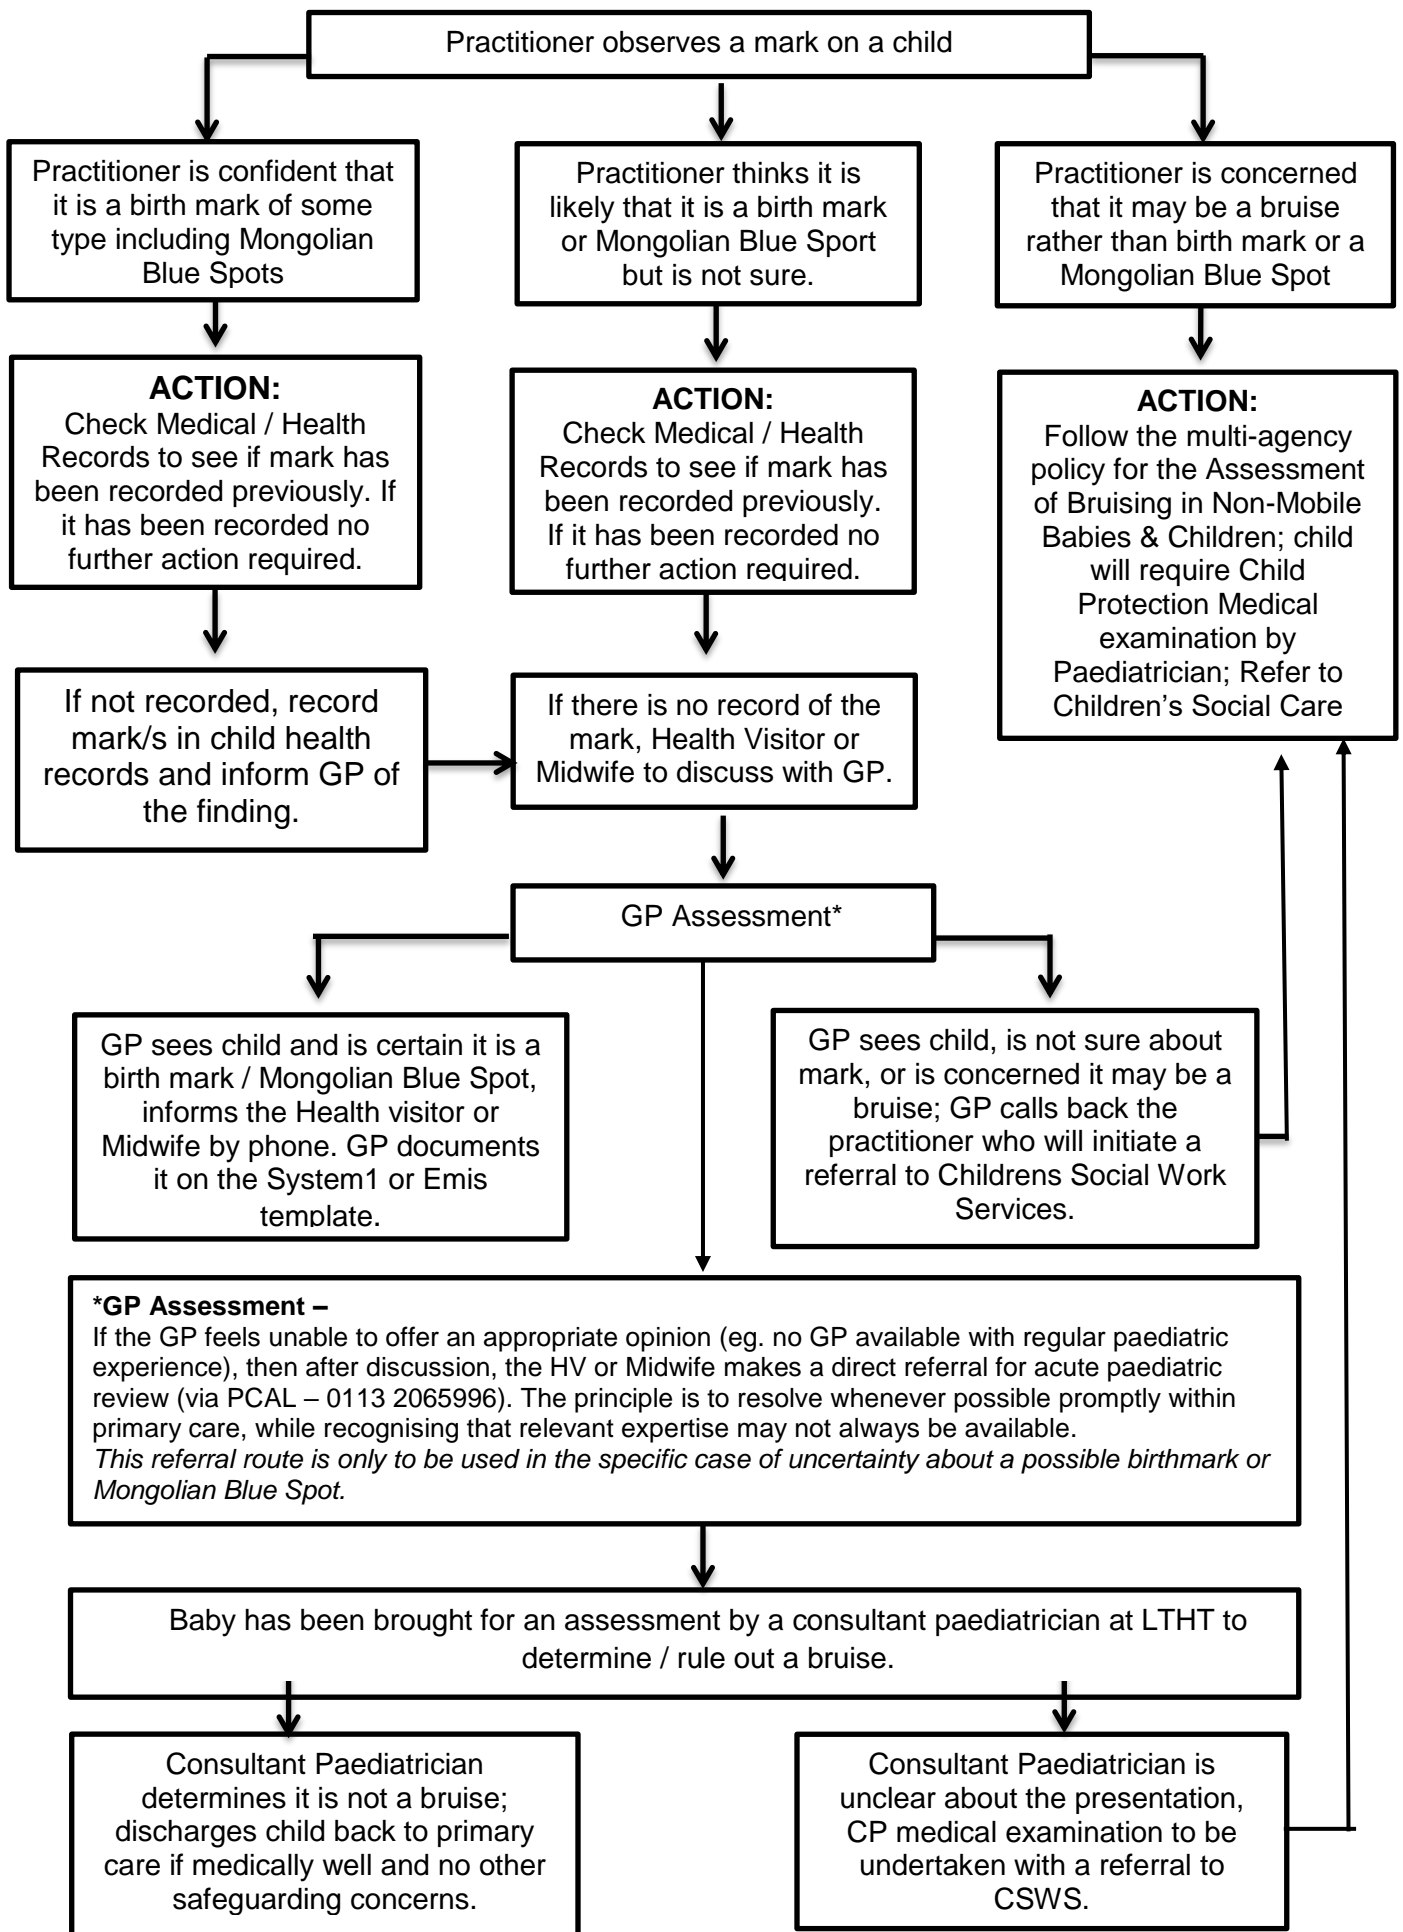 Practitioner observes a mark on a child
Practitioner is confident that
it is a birth mark of some
type including Mongolian
Blue Spots
Practitioner thinks it is
likely that it is a birth mark
or Mongolian Blue Sport
but is not sure.
Practitioner is concerned
that it may be a bruise
rather than birth mark or a
Mongolian Blue Spot
ACTION:
Check Medical / Health
Records to see if mark has
been recorded previously. If
it has been recorded no
further action required.
ACTION:
Check Medical / Health
Records to see if mark has
been recorded previously.
If it has been recorded no
further action required.
ACTION:
Follow the multi-agency
policy for the Assessment
of Bruising in Non-Mobile
Babies & Children; child
will require Child
Protection Medical
examination by
Paediatrician; Refer to
Children's Social Care
If not recorded, record
mark/s in child health
records and inform GP of
the finding.
If there is no record of the
mark, Health Visitor or
Midwife to discuss with GP.
GP Assessment*
GP sees child and is certain it is a
birth mark / Mongolian Blue Spot,
informs the Health visitor or
Midwife by phone. GP documents
it on the System1 or Emis
template.
GP sees child, is not sure about
mark, or is concerned it may be a
bruise; GP calls back the
practitioner who will initiate a
referral to Childrens Social Work
Services.
*GP Assessment –
If the GP feels unable to offer an appropriate opinion (eg. no GP available with regular paediatric
experience), then after discussion, the HV or Midwife makes a direct referral for acute paediatric
review (via PCAL – 0113 2065996). The principle is to resolve whenever possible promptly within
primary care, while recognising that relevant expertise may not always be available.
This referral route is only to be used in the specific case of uncertainty about a possible birthmark or
Mongolian Blue Spot.
Baby has been brought for an assessment by a consultant paediatrician at LTHT to
determine / rule out a bruise.
Consultant Paediatrician
determines it is not a bruise;
discharges child back to primary
care if medically well and no other
safeguarding concerns.
Consultant Paediatrician is
unclear about the presentation,
CP medical examination to be
undertaken with a referral to
CSWS.